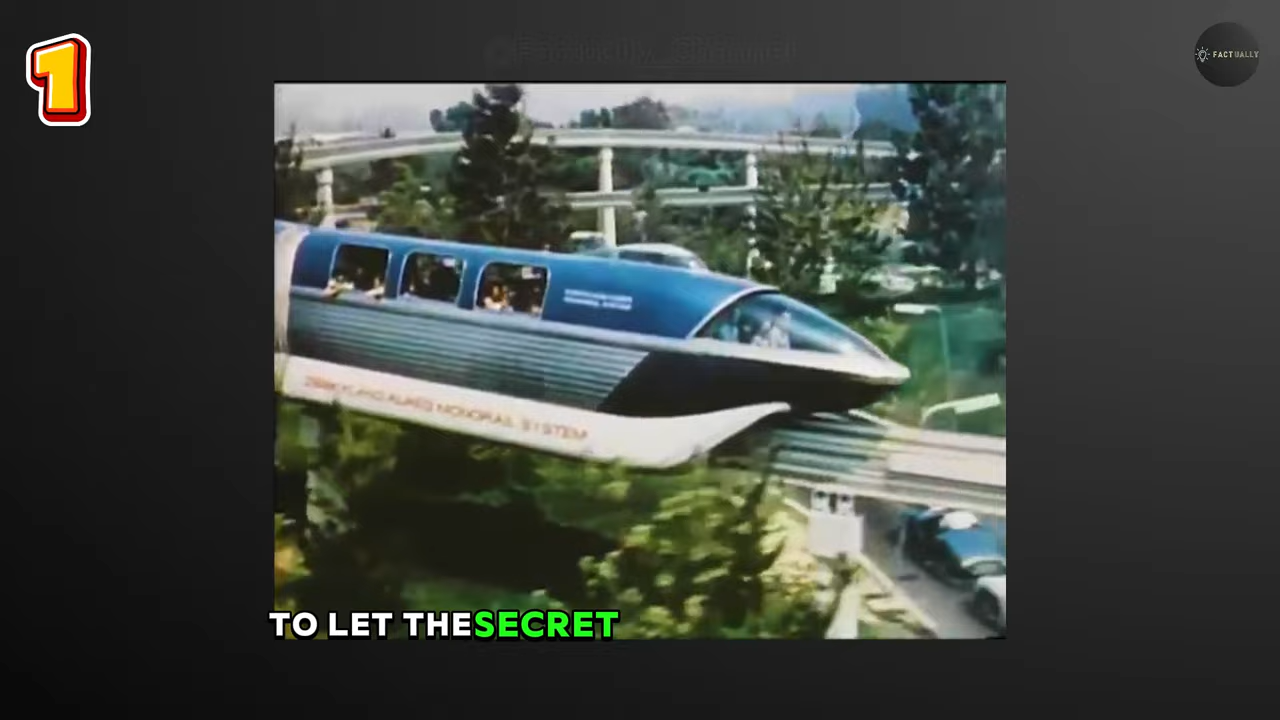 1
FACTUALLY
DISNEYLAND ALWEG MONORAIL SYSTEM
TO LET THE SECRET